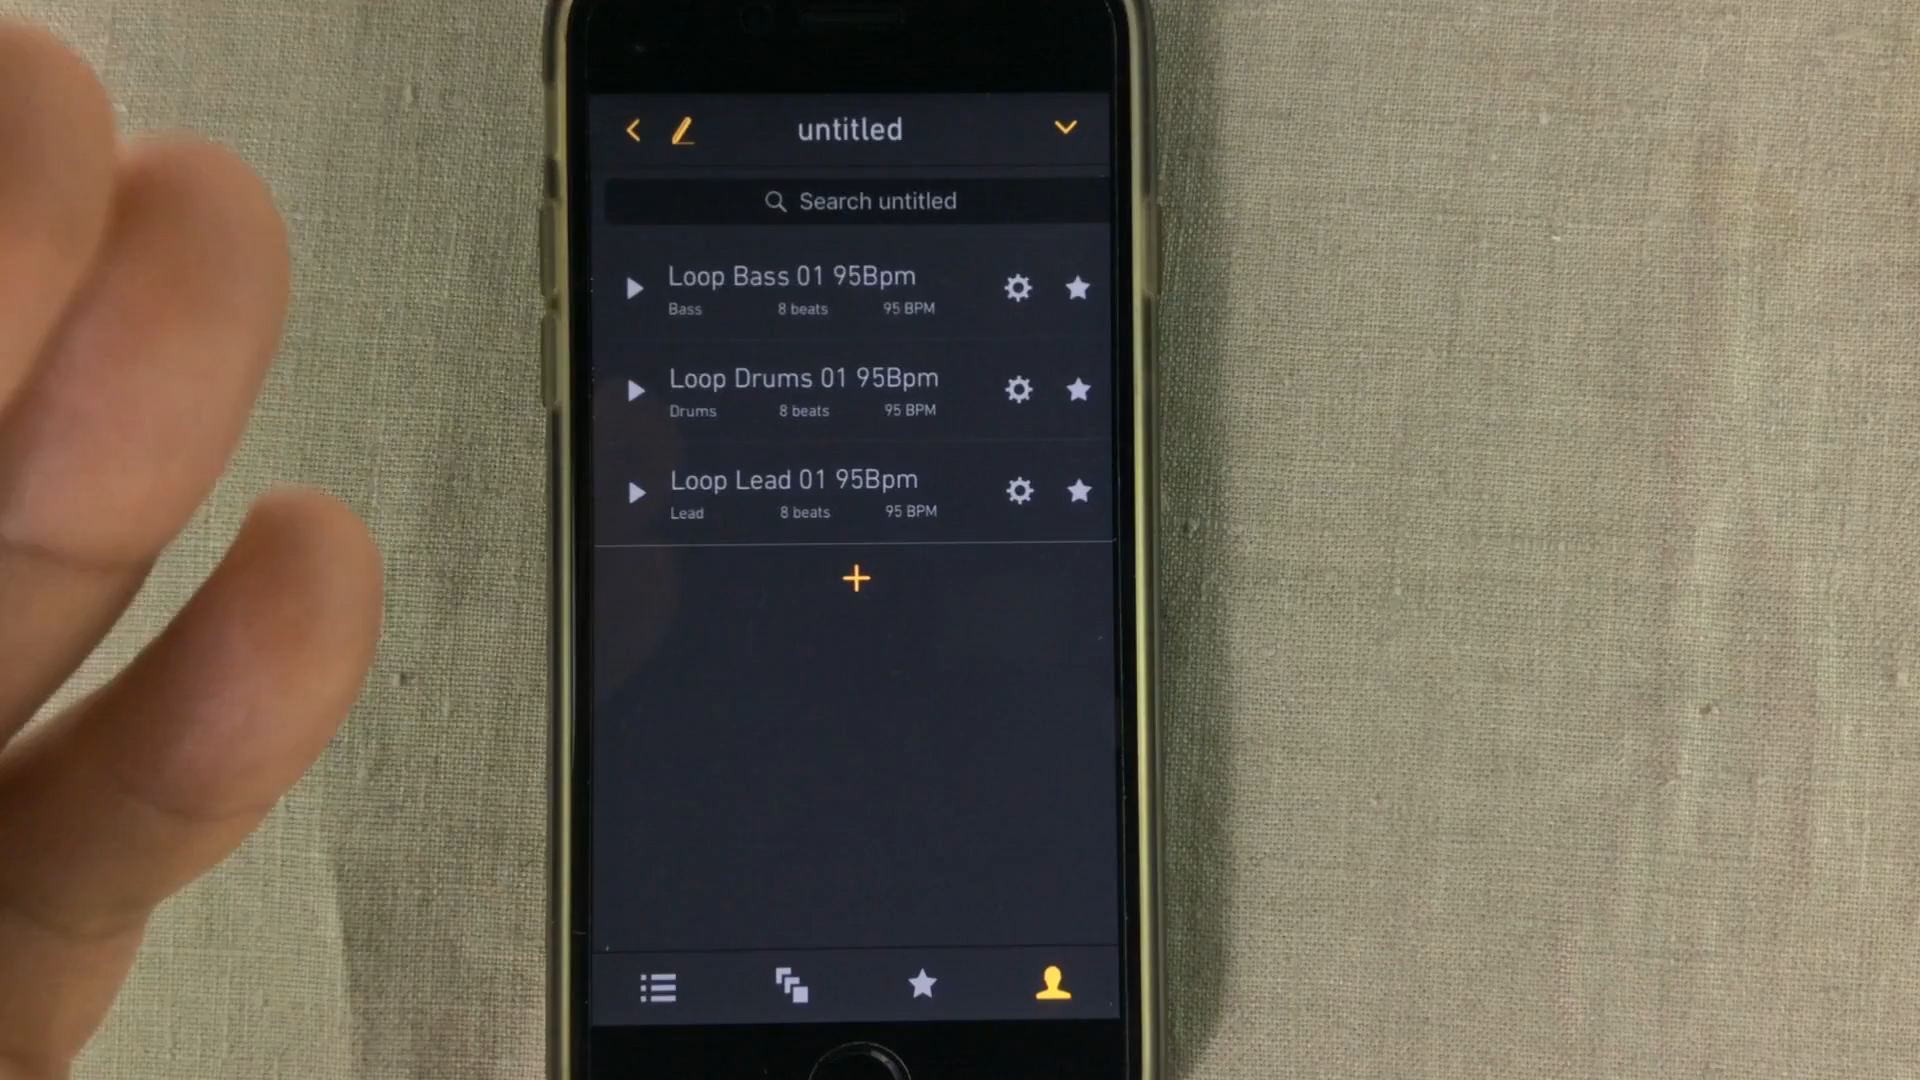 untitled
Search untitled
Loop Bass 01 95Bpm
Bass 8 beats 95 BPM
Loop Drums 01 95Bpm
Drums 8 beats 95 BPM
Loop Lead 01 95Bpm
Lead 8 beats 95 BPM